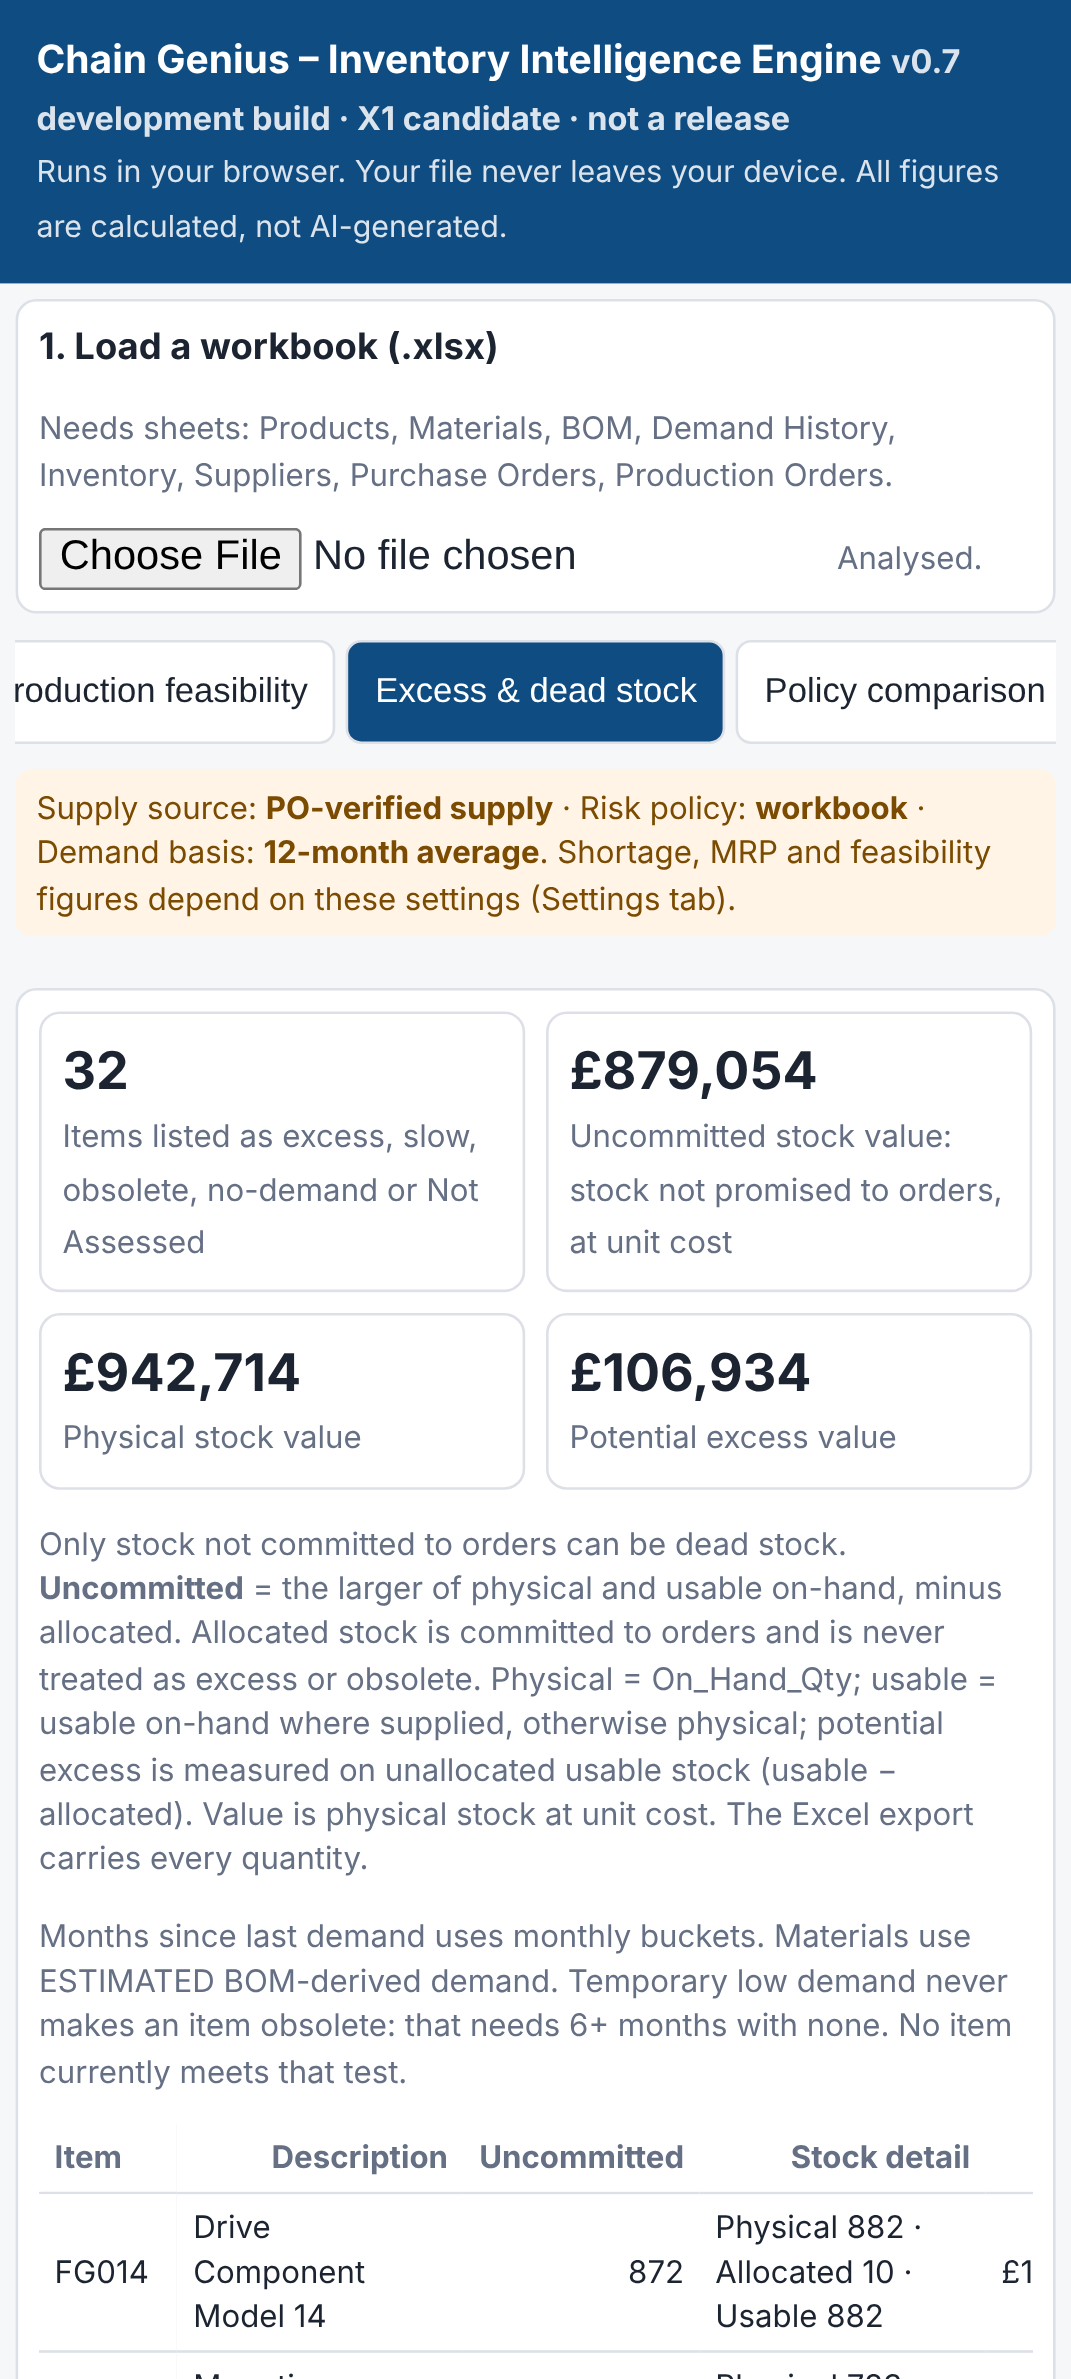 Chain Genius – Inventory Intelligence Engine v0.7
development build · X1 candidate · not a release
Runs in your browser. Your file never leaves your device. All figures
are calculated, not AI-generated.
1. Load a workbook (.xlsx)
Needs sheets: Products, Materials, BOM, Demand History,
Inventory, Suppliers, Purchase Orders, Production Orders.
Choose File No file chosen Analysed.
roduction feasibility Excess & dead stock Policy comparison
Supply source: PO-verified supply · Risk policy: workbook ·
Demand basis: 12-month average. Shortage, MRP and feasibility
figures depend on these settings (Settings tab).
32
Items listed as excess, slow,
obsolete, no-demand or Not
Assessed
£879,054
Uncommitted stock value:
stock not promised to orders,
at unit cost
£942,714
Physical stock value
£106,934
Potential excess value
Only stock not committed to orders can be dead stock.
Uncommitted = the larger of physical and usable on-hand, minus
allocated. Allocated stock is committed to orders and is never
treated as excess or obsolete. Physical = On_Hand_Qty; usable =
usable on-hand where supplied, otherwise physical; potential
excess is measured on unallocated usable stock (usable –
allocated). Value is physical stock at unit cost. The Excel export
carries every quantity.
Months since last demand uses monthly buckets. Materials use
ESTIMATED BOM-derived demand. Temporary low demand never
makes an item obsolete: that needs 6+ months with none. No item
currently meets that test.
Item Description Uncommitted Stock detail
FG014
Drive
Component
Model 14
872
Physical 882 ·
Allocated 10 ·
Usable 882
£1